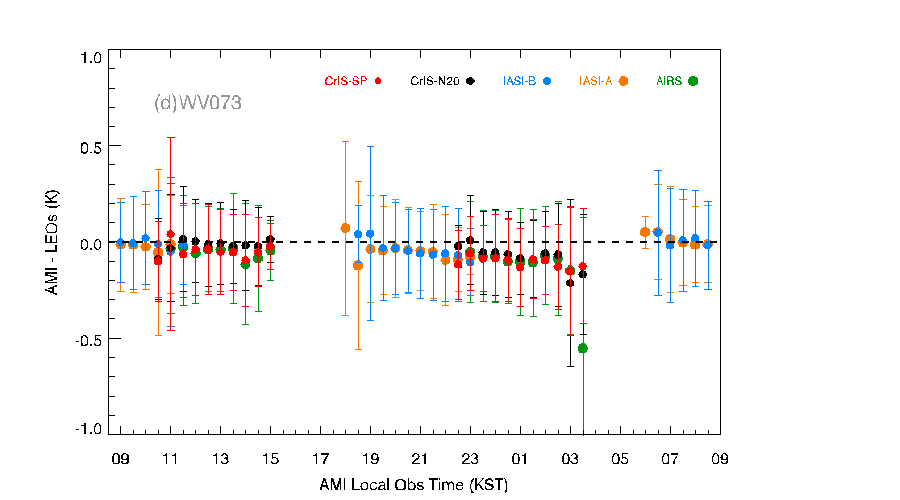 1.0
CrIS-SP CrIS-N20 IASI-B IASI-A AIRS
(d)WV073
0.5
0.0
-0.5
-1.0
AMI - LEOs (K)
09 11 13 15 17 19 21 23 01 03 05 07 09
AMI Local Obs Time (KST)